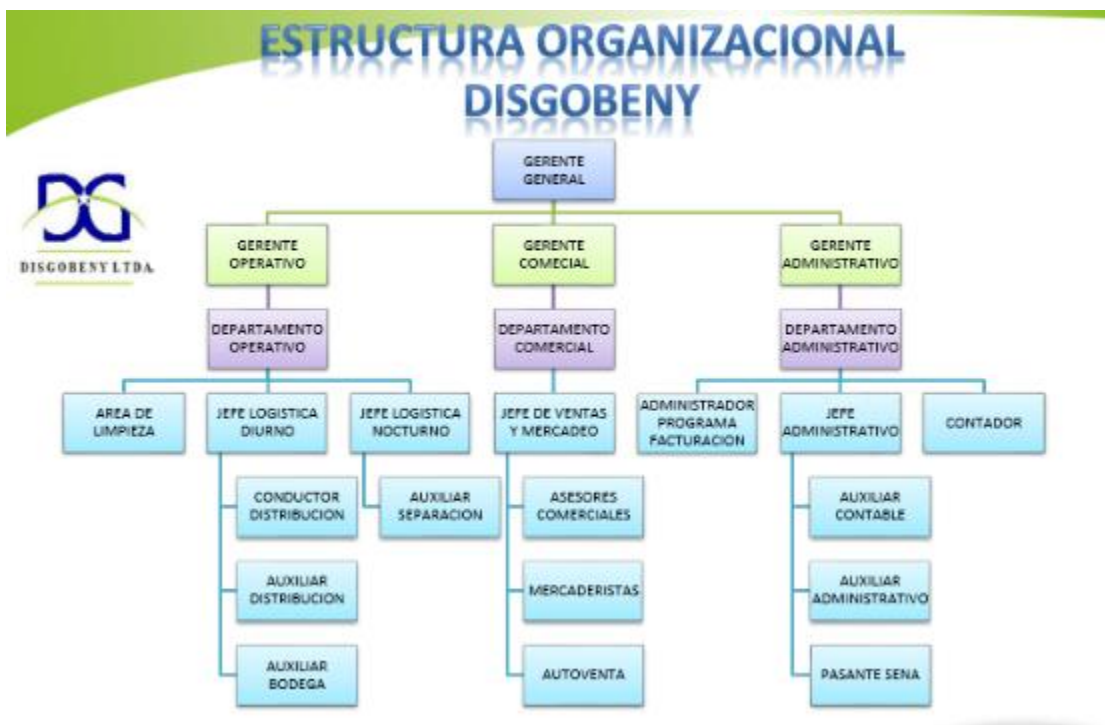 ESTRUCTURA ORGANIZACIONAL
DISGOBENY
DG
DISGOBENY LTDA.
GERENTE
GENERAL
GERENTE
OPERATIVO
GERENTE
COMECIAL
GERENTE
ADMINISTRATIVO
DEPARTAMENTO
OPERATIVO
DEPARTAMENTO
COMERCIAL
DEPARTAMENTO
ADMINISTRATIVO
AREA DE
LIMPIEZA
JEFE LOGISTICA
DIURNO
JEFE LOGISTICA
NOCTURNO
JEFE DE VENTAS
Y MERCADEO
ADMINISTRADOR
PROGRAMA
FACTURACION
JEFE
ADMINISTRATIVO
CONTADOR
CONDUCTOR
DISTRIBUCION
AUXILIAR
SEPARACION
ASESORES
COMERCIALES
AUXILIAR
CONTABLE
AUXILIAR
DISTRIBUCION
MERCADERISTAS
AUXILIAR
ADMINISTRATIVO
AUXILIAR
BODEGA
AUTOVENTA
PASANTE SENA